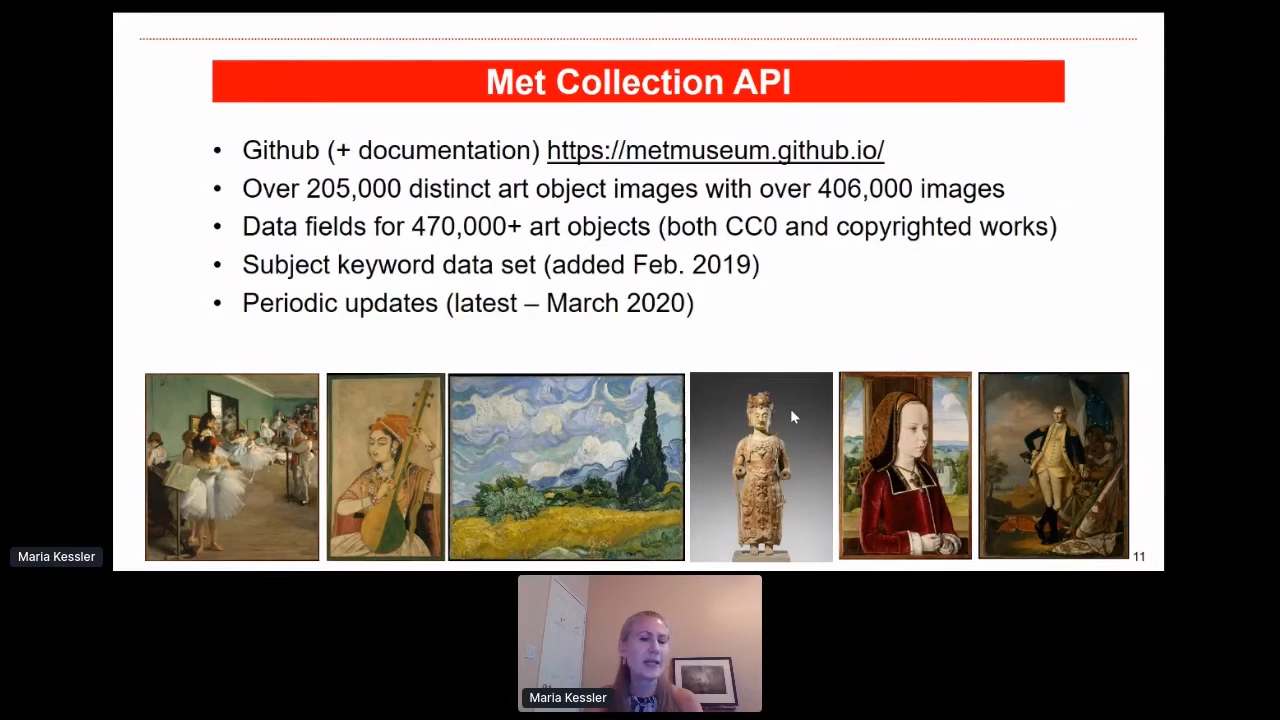 Met Collection API
• Github (+ documentation) https://metmuseum.github.io/
• Over 205,000 distinct art object images with over 406,000 images
• Data fields for 470,000+ art objects (both CC0 and copyrighted works)
• Subject keyword data set (added Feb. 2019)
• Periodic updates (latest – March 2020)
11
Maria Kessler
Maria Kessler